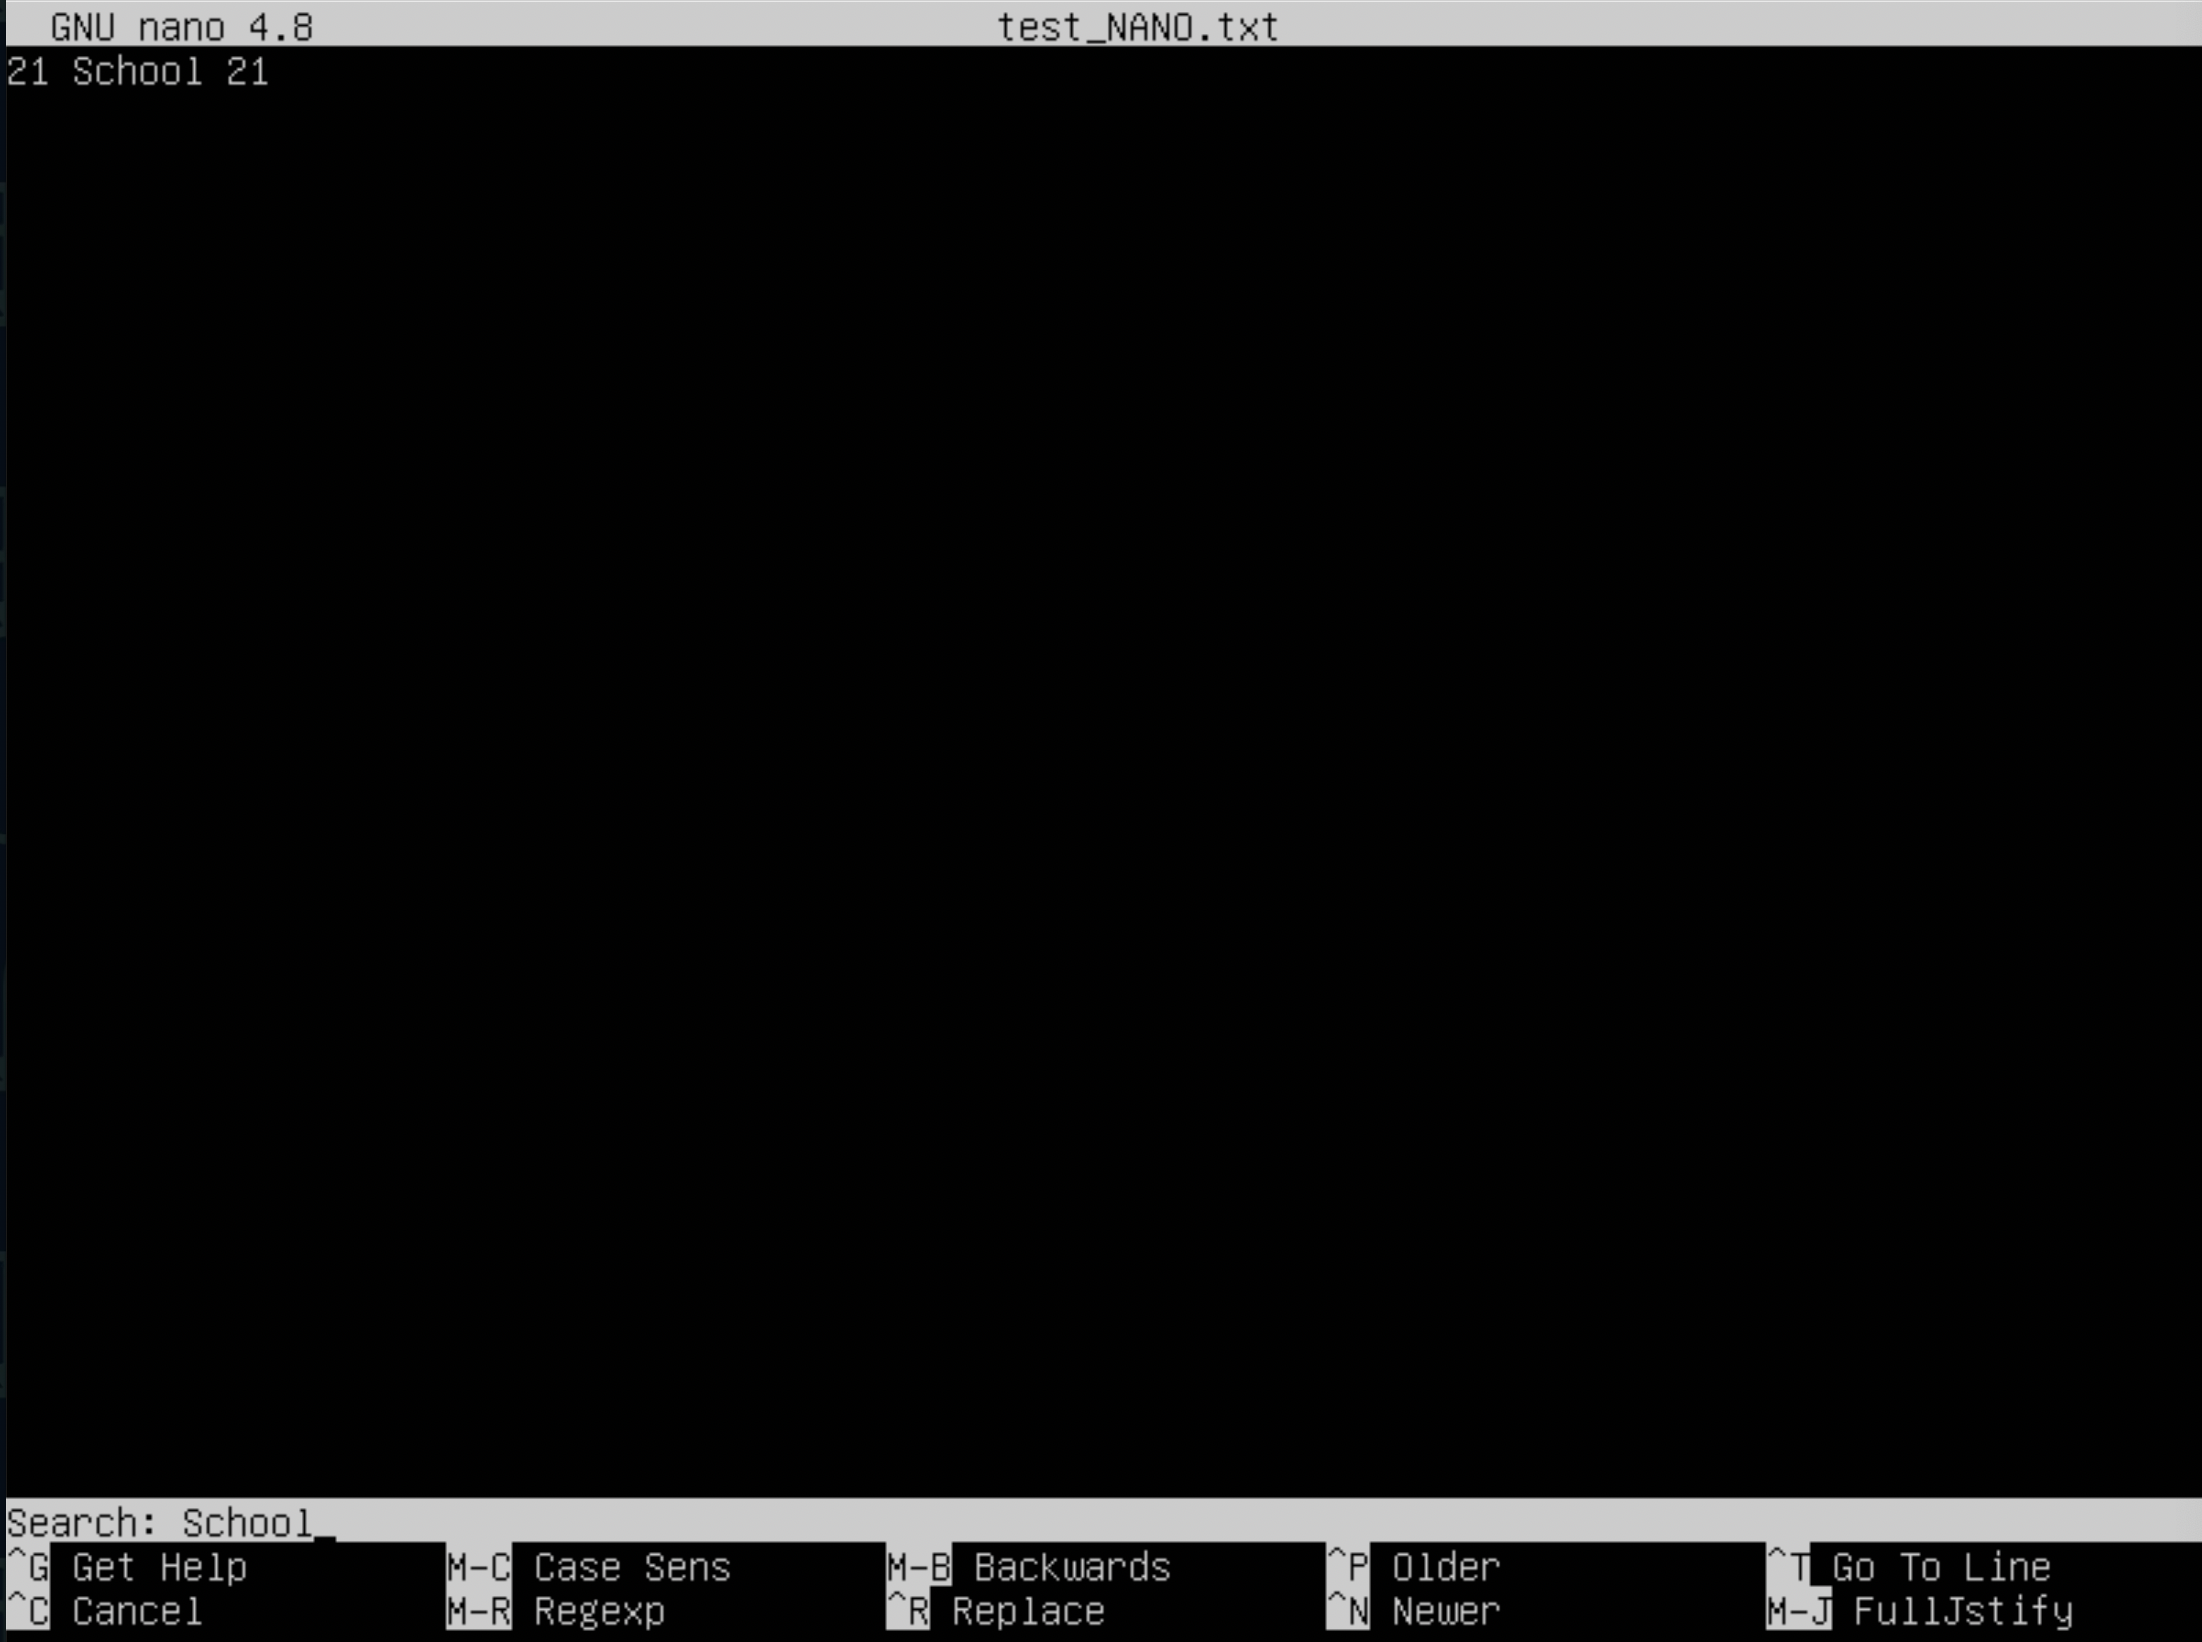 GNU nano 4.8 test_NANO.txt
21 School 21
Search: School_
^G Get Help M-C Case Sens M-B Backwards ^P Older ^T Go To Line
^C Cancel M-R Regexp ^R Replace ^N Newer M-J FullJstify